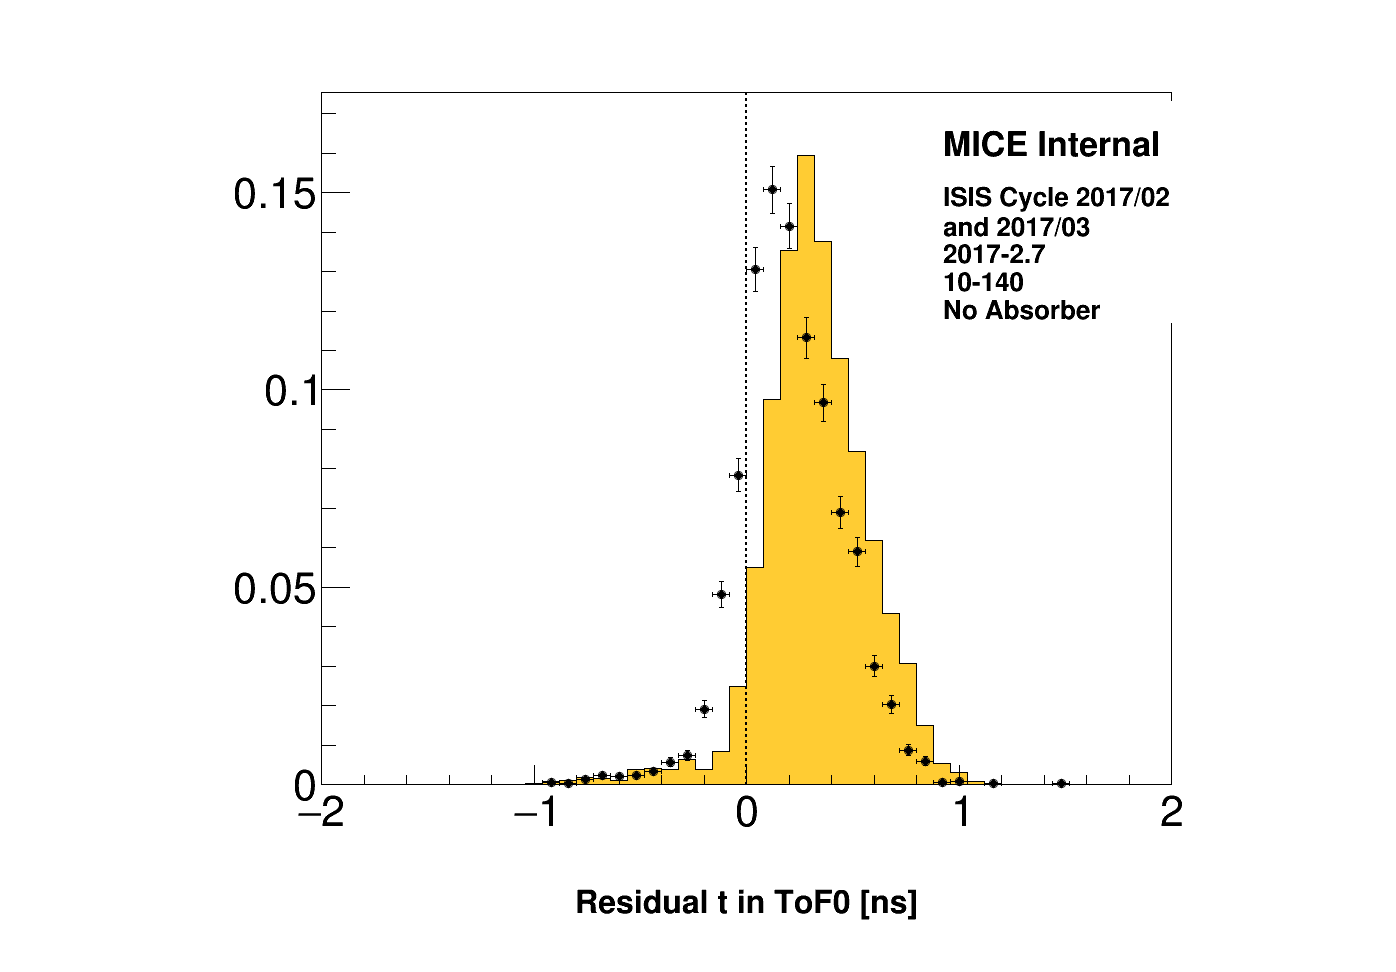 MICE Internal
ISIS Cycle 2017/02
and 2017/03
2017-2.7
10-140
No Absorber
0.15
0.1
0.05
0
−2 −1 0 1 2
Residual t in ToF0 [ns]